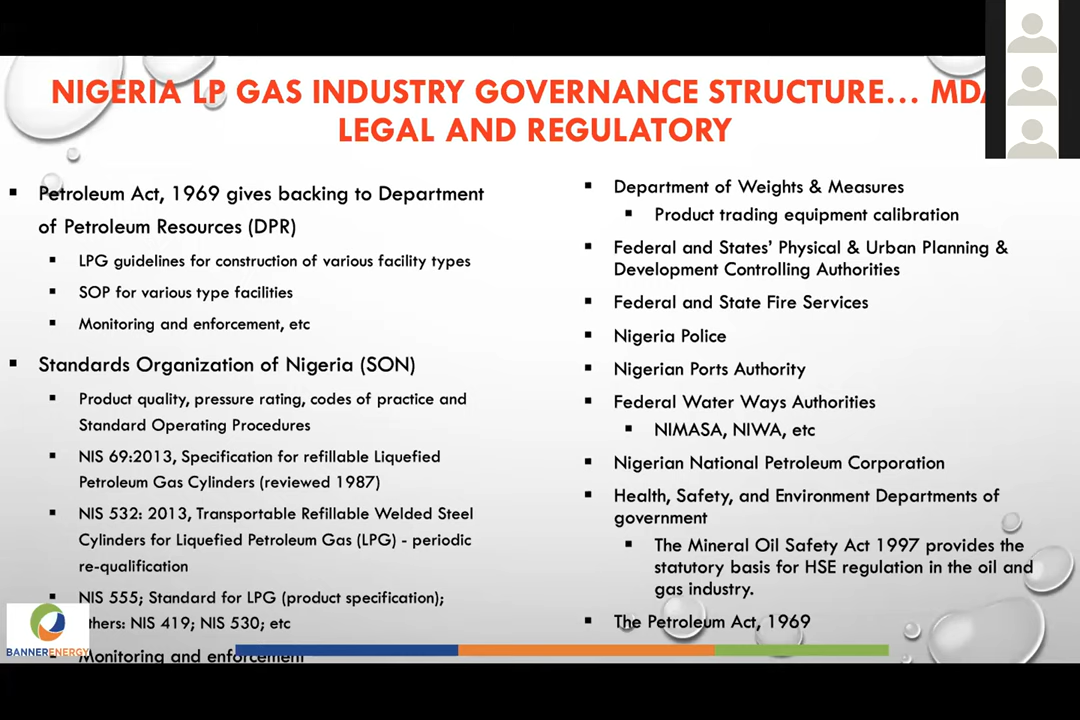 NIGERIA LP GAS INDUSTRY GOVERNANCE STRUCTURE...
LEGAL AND REGULATORY
Petroleum Act, 1969 gives backing to Department
of Petroleum Resources (DPR)
LPG guidelines for construction of various facility types
SOP for various type facilities
Monitoring and enforcement, etc
Standards Organization of Nigeria (SON)
Product quality, pressure rating, codes of practice and
Standard Operating Procedures
NIS 69:2013, Specification for refillable Liquefied
Petroleum Gas Cylinders (reviewed 1987)
NIS 532: 2013, Transportable Refillable Welded Steel
Cylinders for Liquefied Petroleum Gas (LPG) - periodic
re-qualification
NIS 555; Standard for LPG (product specification);
thers: NIS 419; NIS 530; etc
Monitoring and enforcement
Department of Weights & Measures
Product trading equipment calibration
Federal and States' Physical & Urban Planning &
Development Controlling Authorities
Federal and State Fire Services
Nigeria Police
Nigerian Ports Authority
Federal Water Ways Authorities
NIMASA, NIWA, etc
Nigerian National Petroleum Corporation
Health, Safety, and Environment Departments of
government
The Mineral Oil Safety Act 1997 provides the
statutory basis for HSE regulation in the oil and
gas industry.
The Petroleum Act, 1969
BANNERENERGY